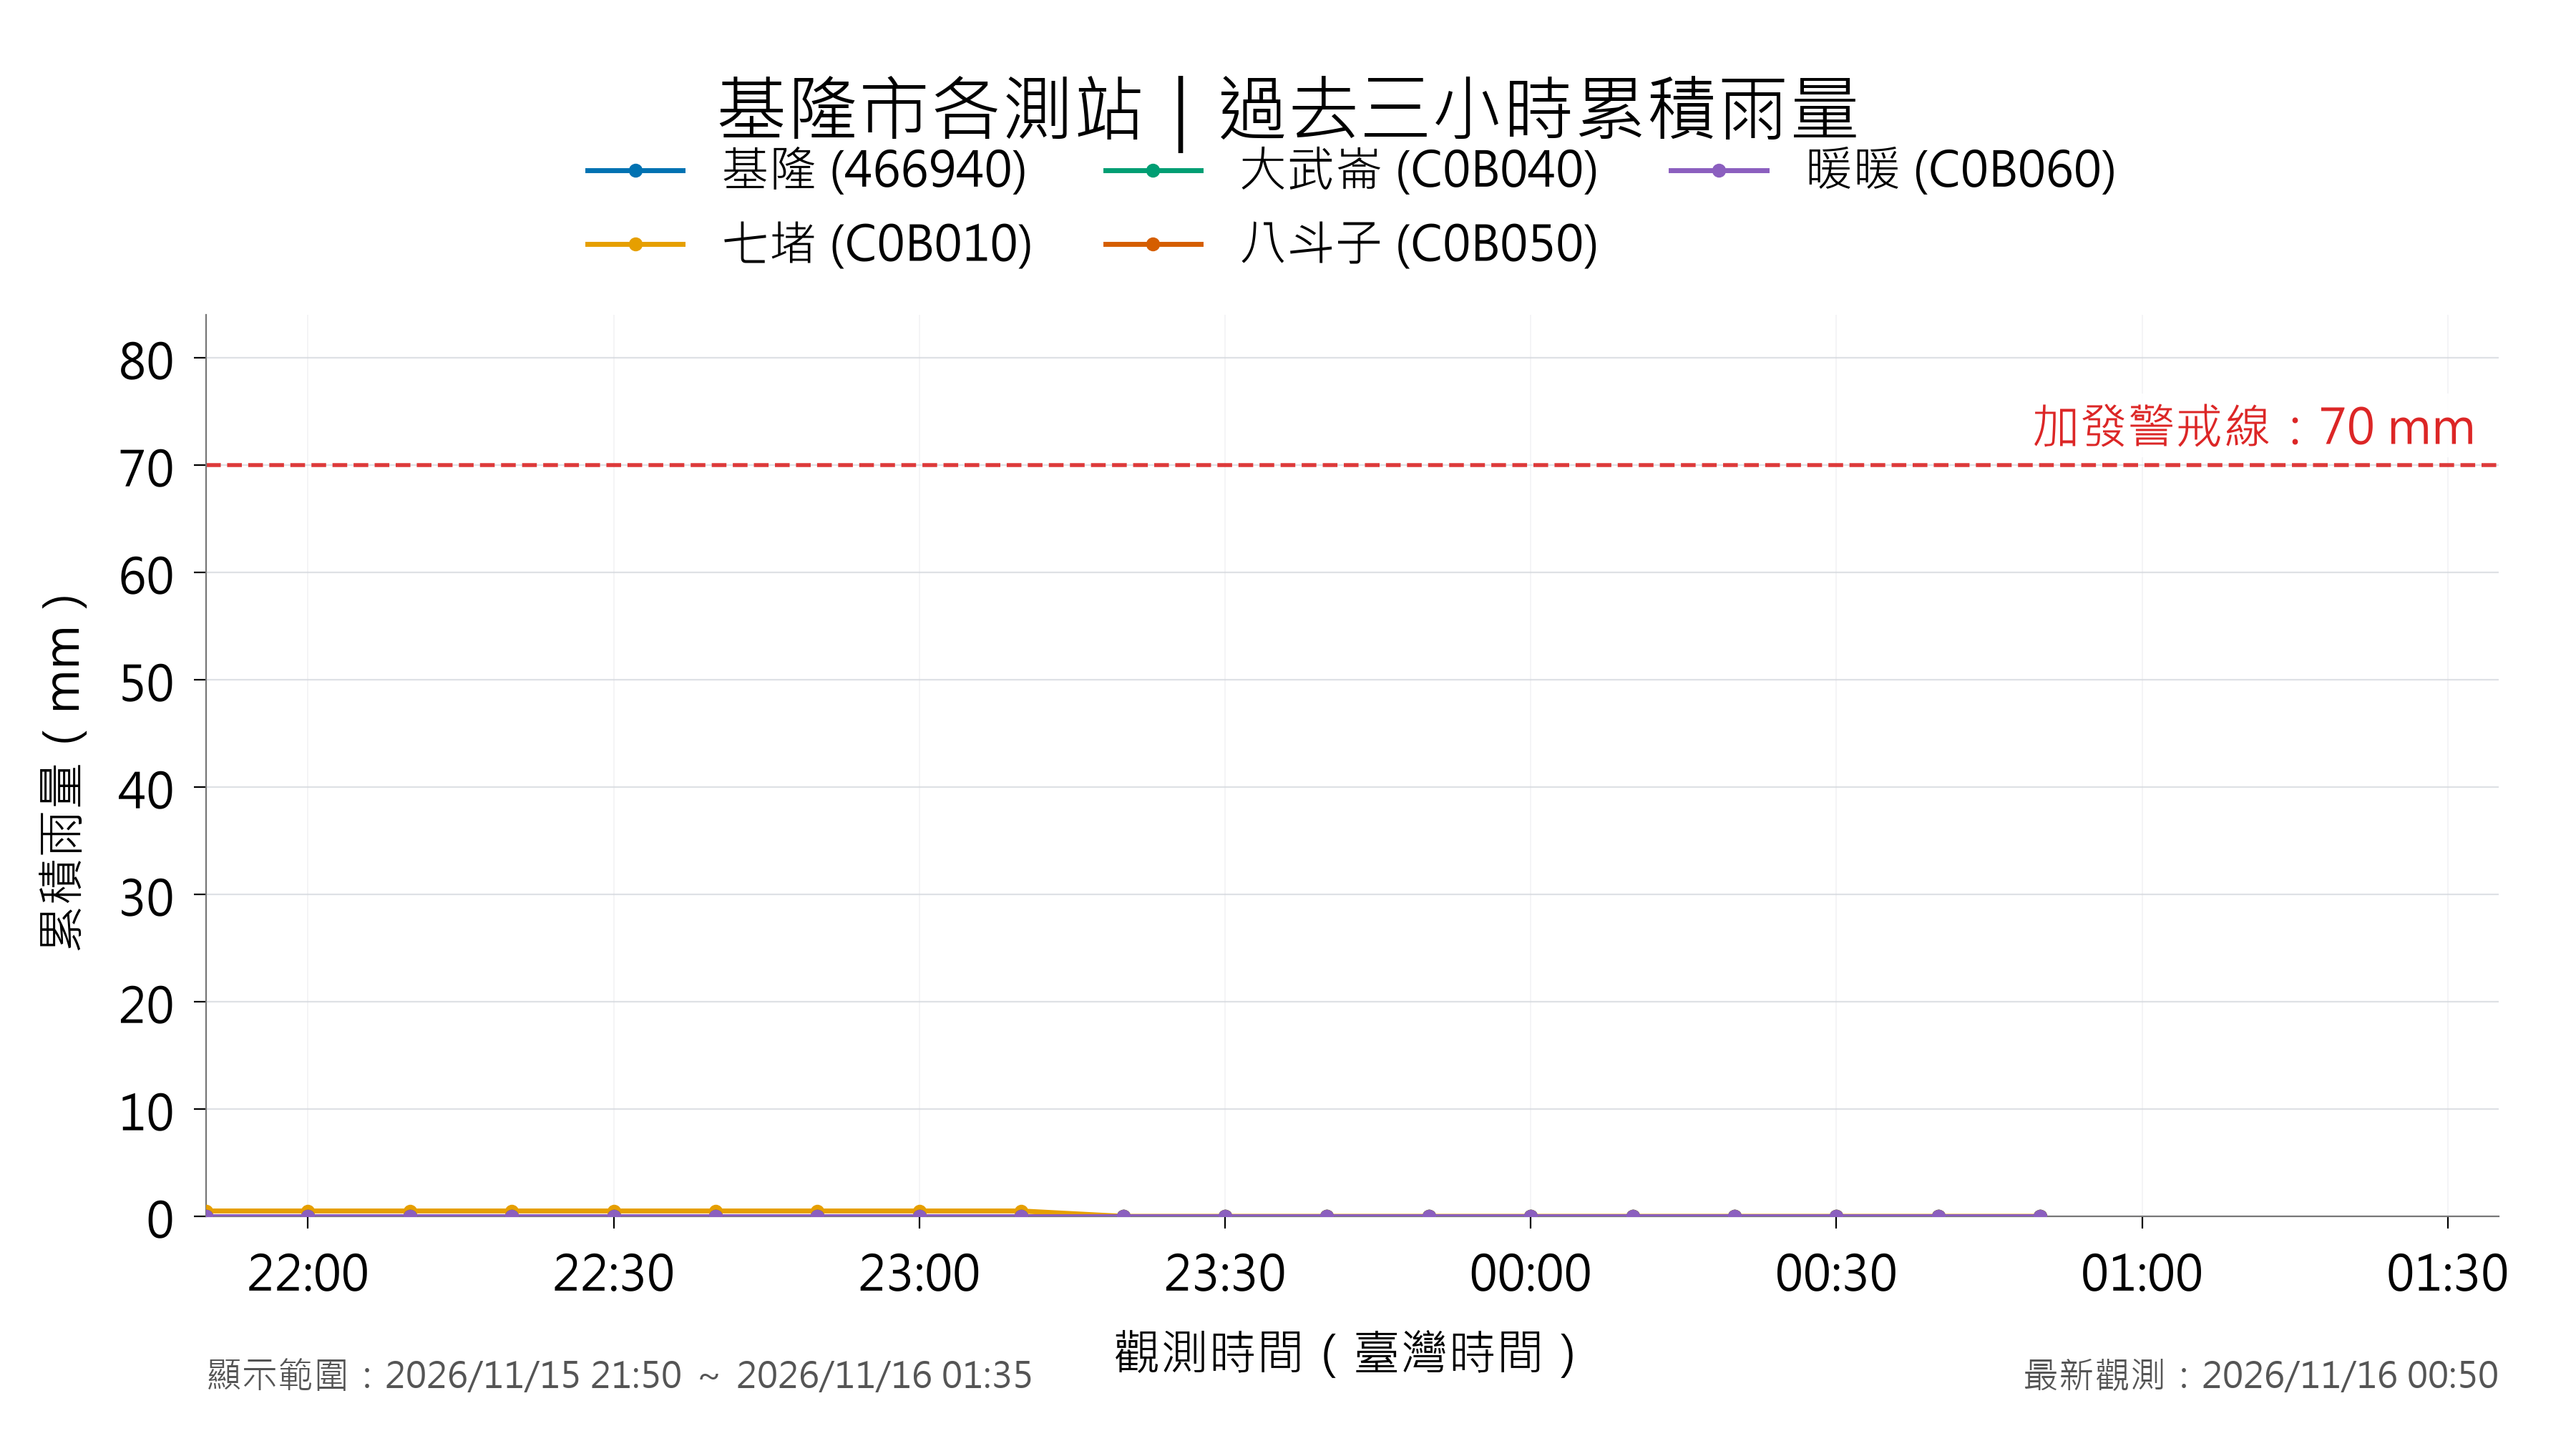 基隆市各測站｜過去三小時累積雨量
基隆 (466940)
大武崙 (C0B040)
暖暖 (C0B060)
七堵 (C0B010)
八斗子 (C0B050)
累積雨量（mm）
80
70
60
50
40
30
20
10
0
加發警戒線：70 mm
22:00 22:30 23:00 23:30 00:00 00:30 01:00 01:30
觀測時間（臺灣時間）
顯示範圍：2026/11/15 21:50 ~ 2026/11/16 01:35
最新觀測：2026/11/16 00:50